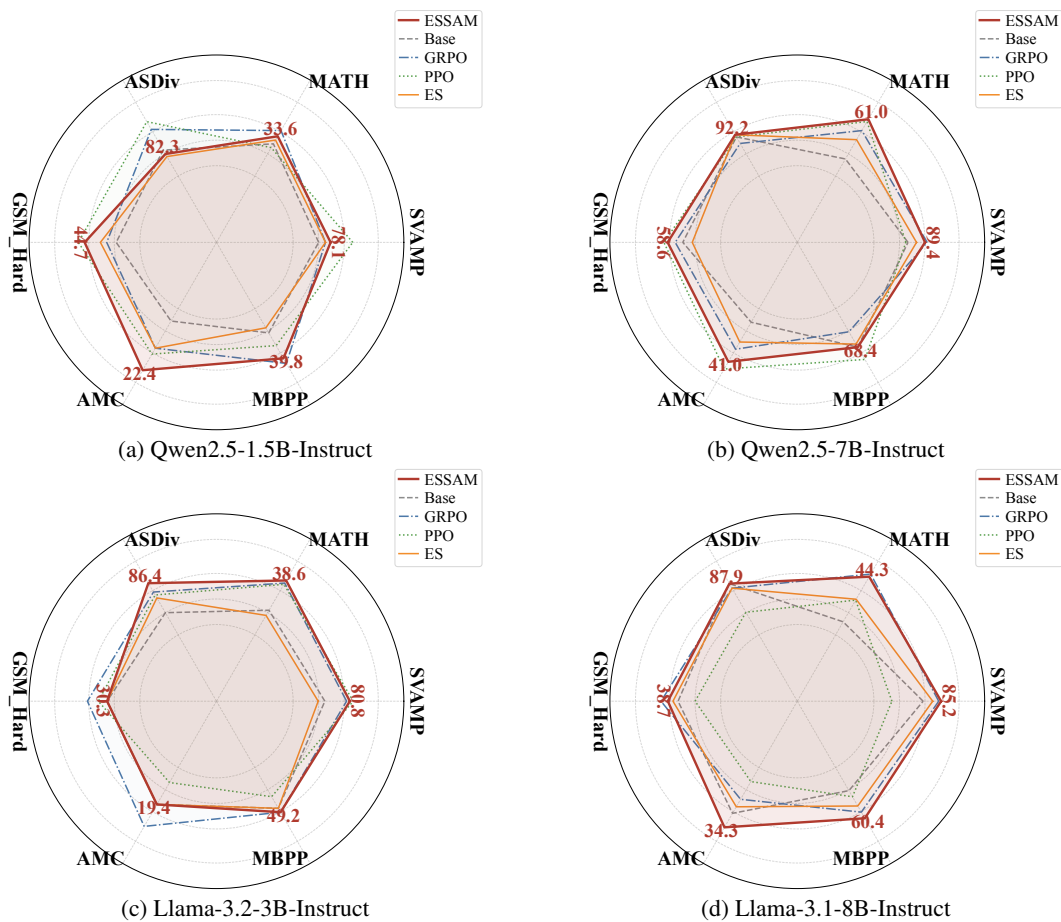 ESSAM
Base
GRPO
PPO
ES
ASDiv
MATH
GSM_Hard
SVAMP
AMC
MBPP
82.3
33.6
44.7
78.1
22.4
39.8
(a) Qwen2.5-1.5B-Instruct
ESSAM
Base
GRPO
PPO
ES
ASDiv
MATH
GSM_Hard
SVAMP
AMC
MBPP
92.2
61.0
58.6
89.4
41.0
68.4
(b) Qwen2.5-7B-Instruct
ESSAM
Base
GRPO
PPO
ES
ASDiv
MATH
GSM_Hard
SVAMP
AMC
MBPP
86.4
38.6
30.3
80.8
19.4
49.2
(c) Llama-3.2-3B-Instruct
ESSAM
Base
GRPO
PPO
ES
ASDiv
MATH
GSM_Hard
SVAMP
AMC
MBPP
87.9
44.3
38.7
85.2
34.3
60.4
(d) Llama-3.1-8B-Instruct